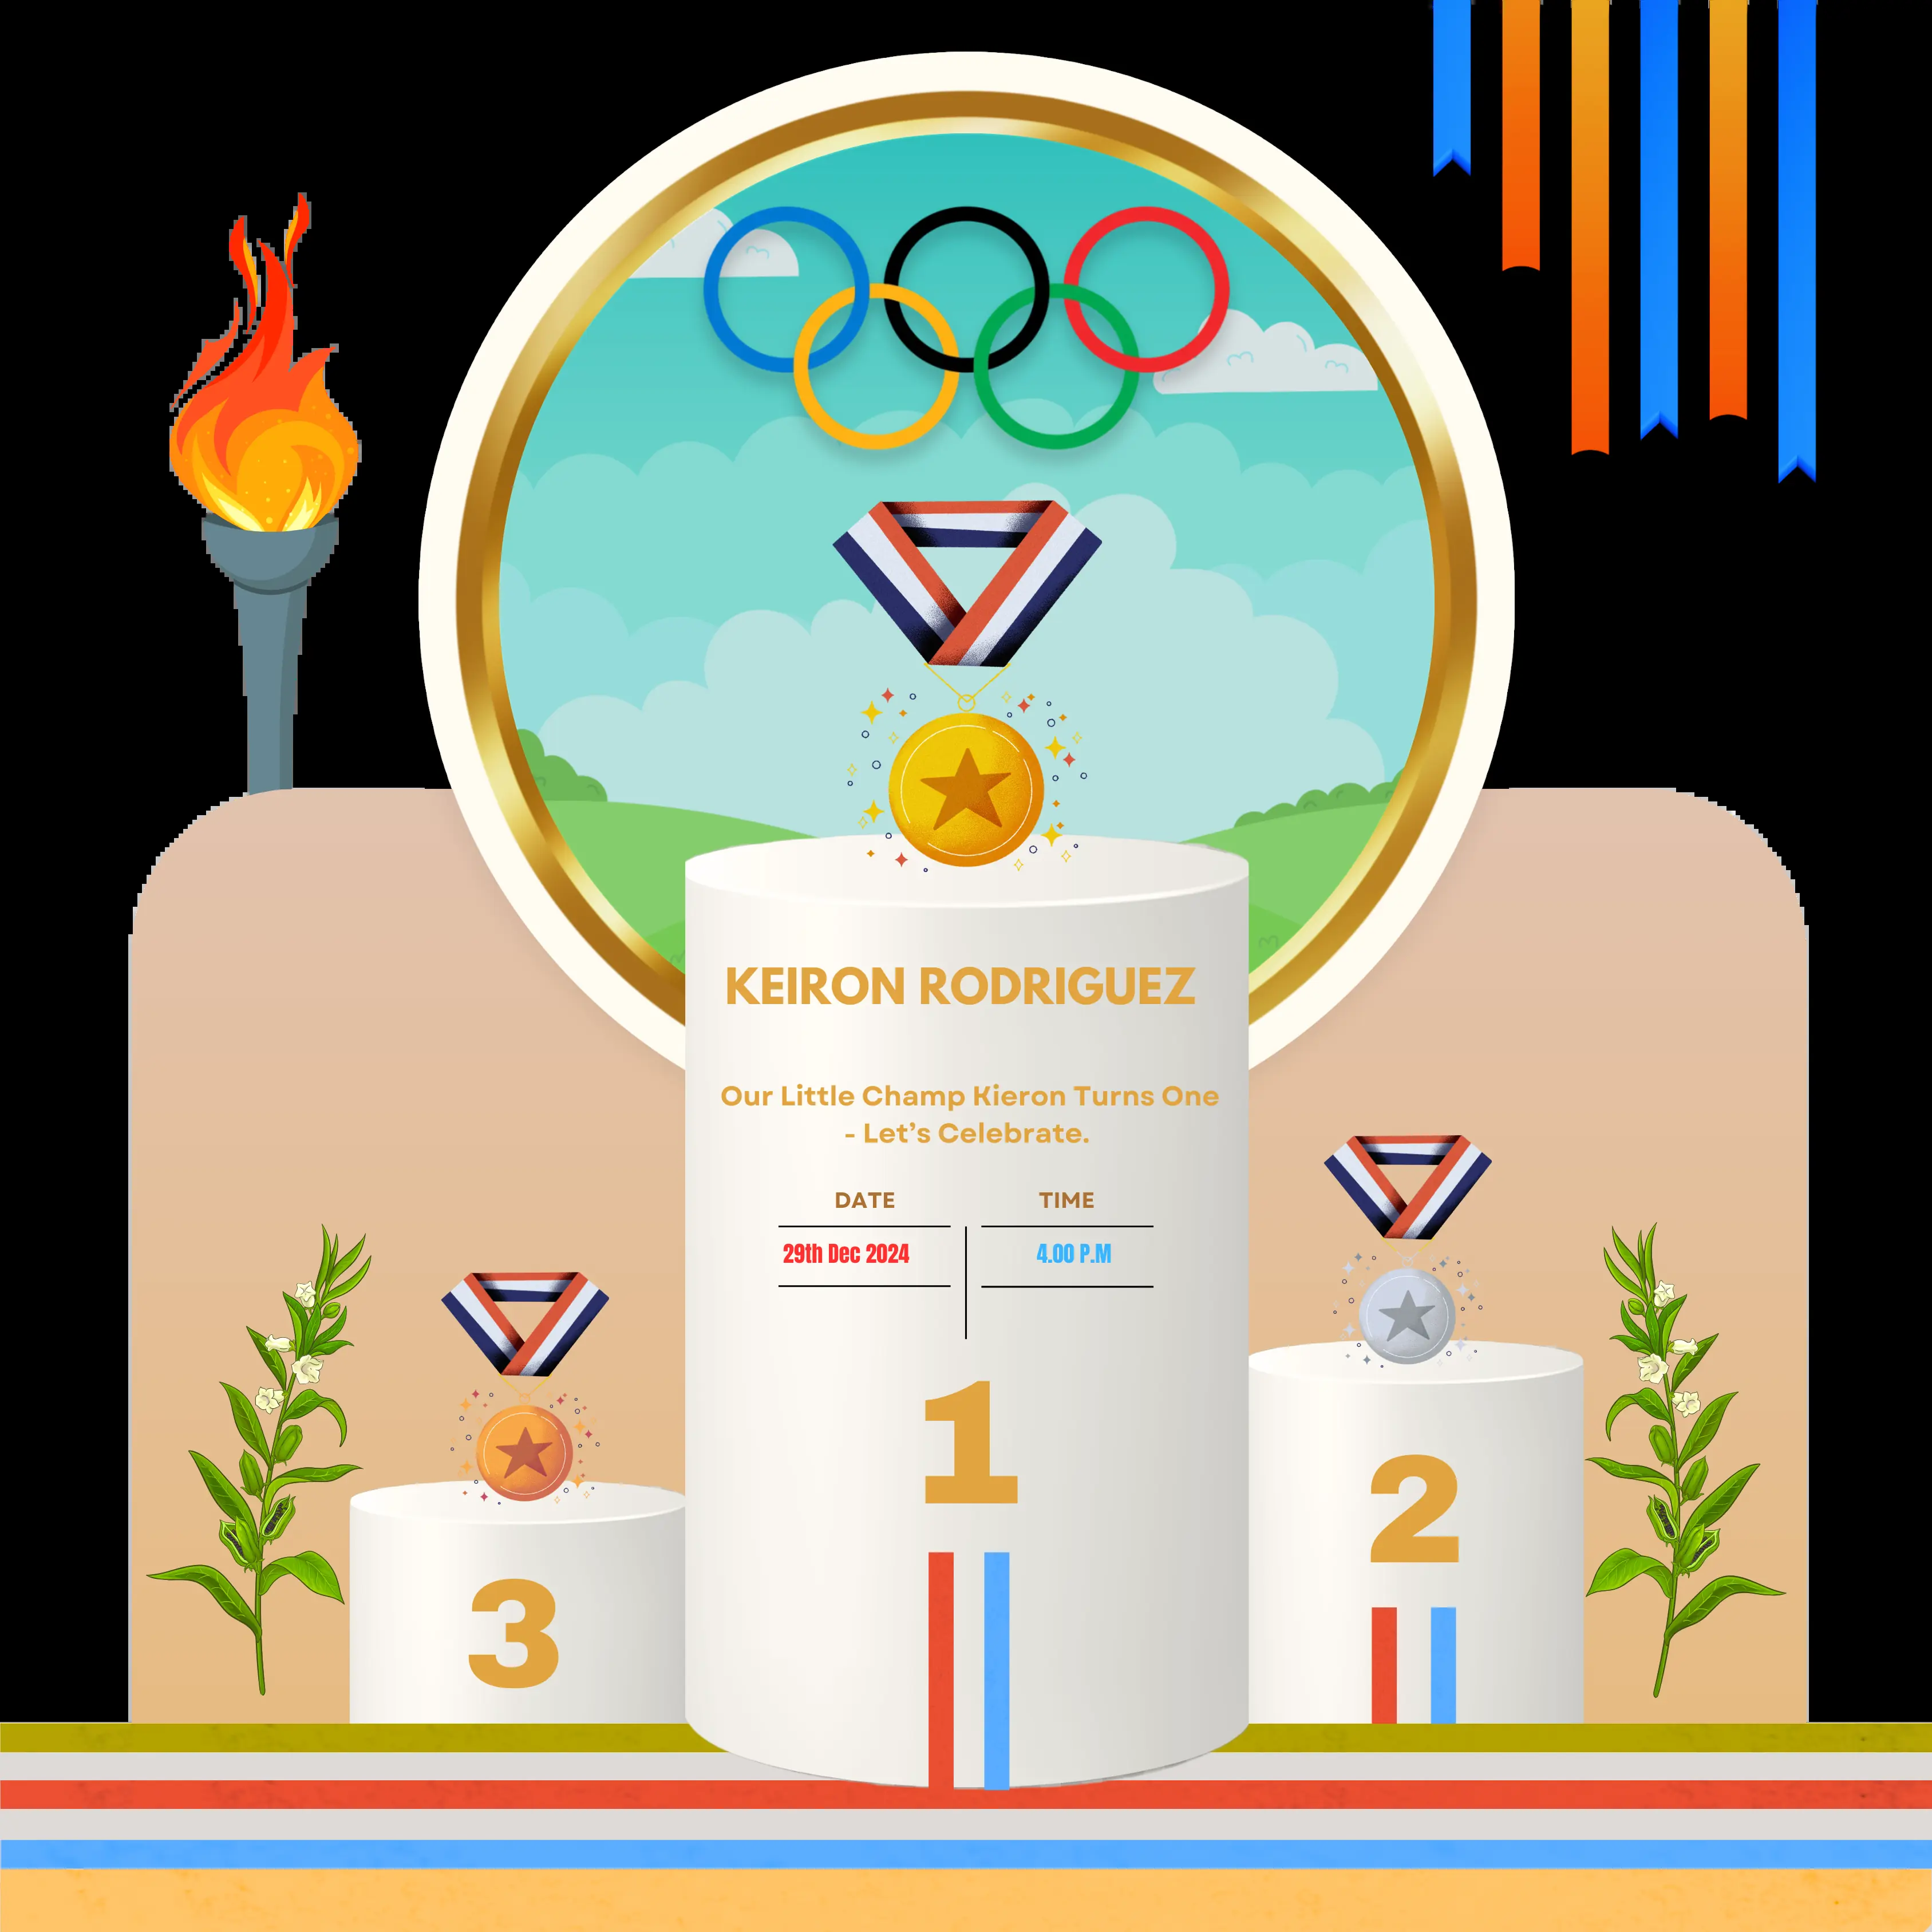 KEIRON RODRIGUEZ
Our Little Champ Kieron Turns One
- Let's Celebrate.
DATE
TIME
29th Dec 2024
4.00 P.M
1
2
3